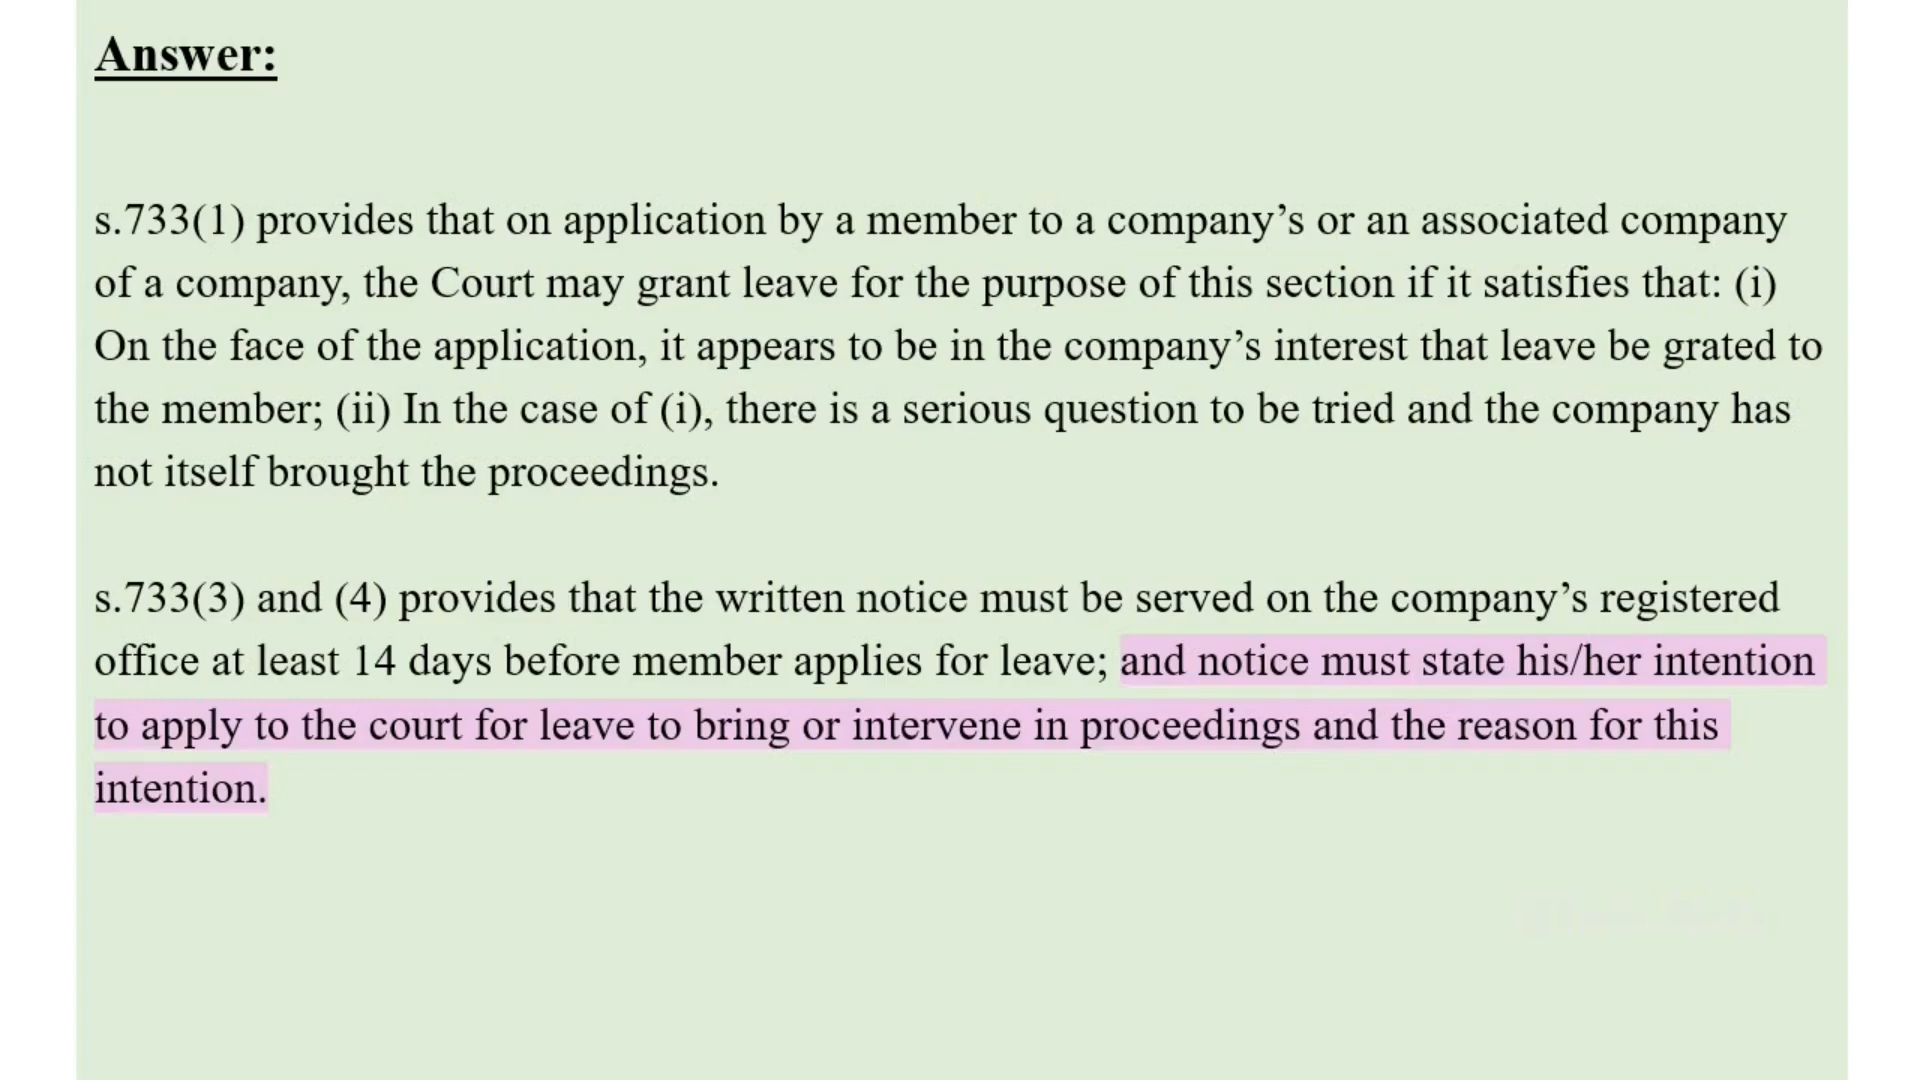 Answer:
s.733(1) provides that on application by a member to a company’s or an associated company
of a company, the Court may grant leave for the purpose of this section if it satisfies that: (i)
On the face of the application, it appears to be in the company’s interest that leave be grated to
the member; (ii) In the case of (i), there is a serious question to be tried and the company has
not itself brought the proceedings.
s.733(3) and (4) provides that the written notice must be served on the company’s registered
office at least 14 days before member applies for leave; and notice must state his/her intention
to apply to the court for leave to bring or intervene in proceedings and the reason for this
intention.